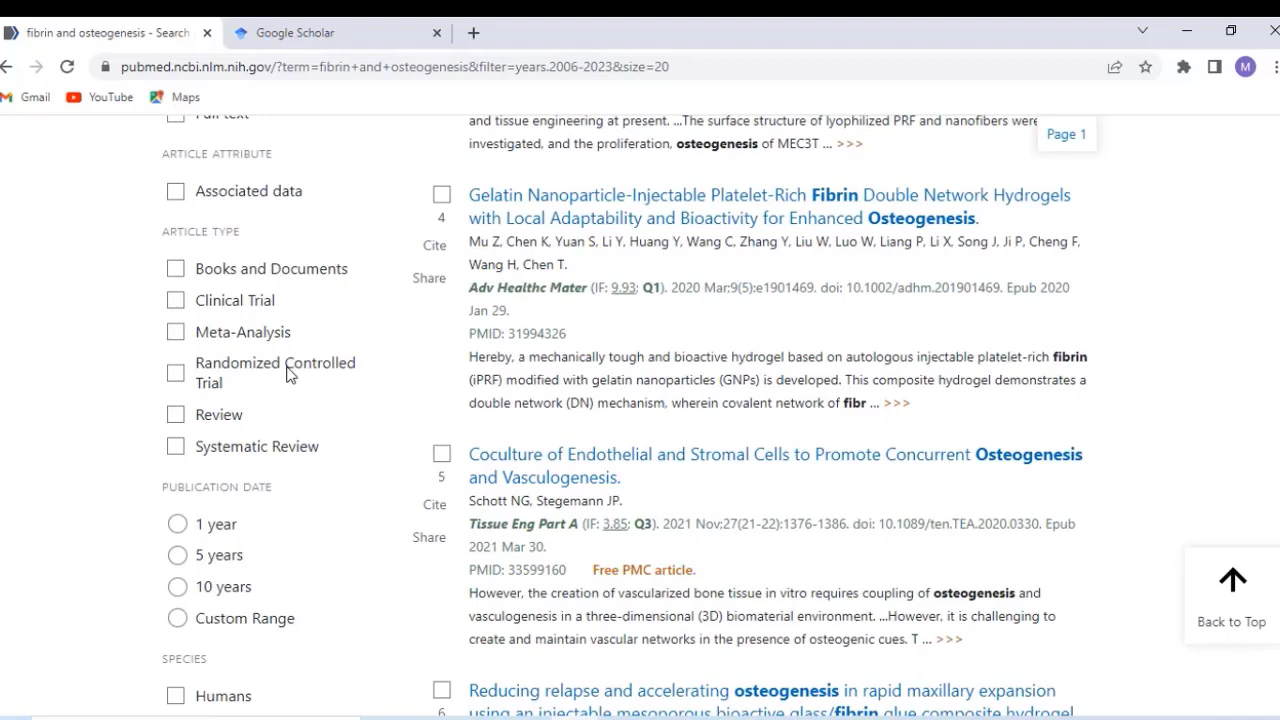 fibrin and osteogenesis - Search
Google Scholar
pubmed.ncbi.nlm.nih.gov/?term=fibrin+and+osteogenesis&filter=years.2006-2023&size=20
M
Gmail
YouTube
Maps
Full text
ARTICLE ATTRIBUTE
Associated data
ARTICLE TYPE
Books and Documents
Clinical Trial
Meta-Analysis
Randomized Controlled
Trial
Review
Systematic Review
PUBLICATION DATE
1 year
5 years
10 years
Custom Range
SPECIES
Humans
and tissue engineering at present. ...The surface structure of lyophilized PRF and nanofibers were
investigated, and the proliferation, osteogenesis of MEC3T ... >>>
Page 1
4
Cite
Share
Gelatin Nanoparticle-Injectable Platelet-Rich Fibrin Double Network Hydrogels
with Local Adaptability and Bioactivity for Enhanced Osteogenesis.
Mu Z, Chen K, Yuan S, Li Y, Huang Y, Wang C, Zhang Y, Liu W, Luo W, Liang P, Li X, Song J, Ji P, Cheng F,
Wang H, Chen T.
Adv Healthc Mater (IF: 9.93; Q1). 2020 Mar;9(5):e1901469. doi: 10.1002/adhm.201901469. Epub 2020
Jan 29.
PMID: 31994326
Hereby, a mechanically tough and bioactive hydrogel based on autologous injectable platelet-rich fibrin
(iPRF) modified with gelatin nanoparticles (GNPs) is developed. This composite hydrogel demonstrates a
double network (DN) mechanism, wherein covalent network of fibr ... >>>
5
Cite
Share
Coculture of Endothelial and Stromal Cells to Promote Concurrent Osteogenesis
and Vasculogenesis.
Schott NG, Stegemann JP.
Tissue Eng Part A (IF: 3.85; Q3). 2021 Nov;27(21-22):1376-1386. doi: 10.1089/ten.TEA.2020.0330. Epub
2021 Mar 30.
PMID: 33599160 Free PMC article.
However, the creation of vascularized bone tissue in vitro requires coupling of osteogenesis and
vasculogenesis in a three-dimensional (3D) biomaterial environment. ...However, it is challenging to
create and maintain vascular networks in the presence of osteogenic cues. T ... >>>
6
Reducing relapse and accelerating osteogenesis in rapid maxillary expansion
using an injectable mesoporous bioactive glass/fibrin glue composite hydrogel
Back to Top